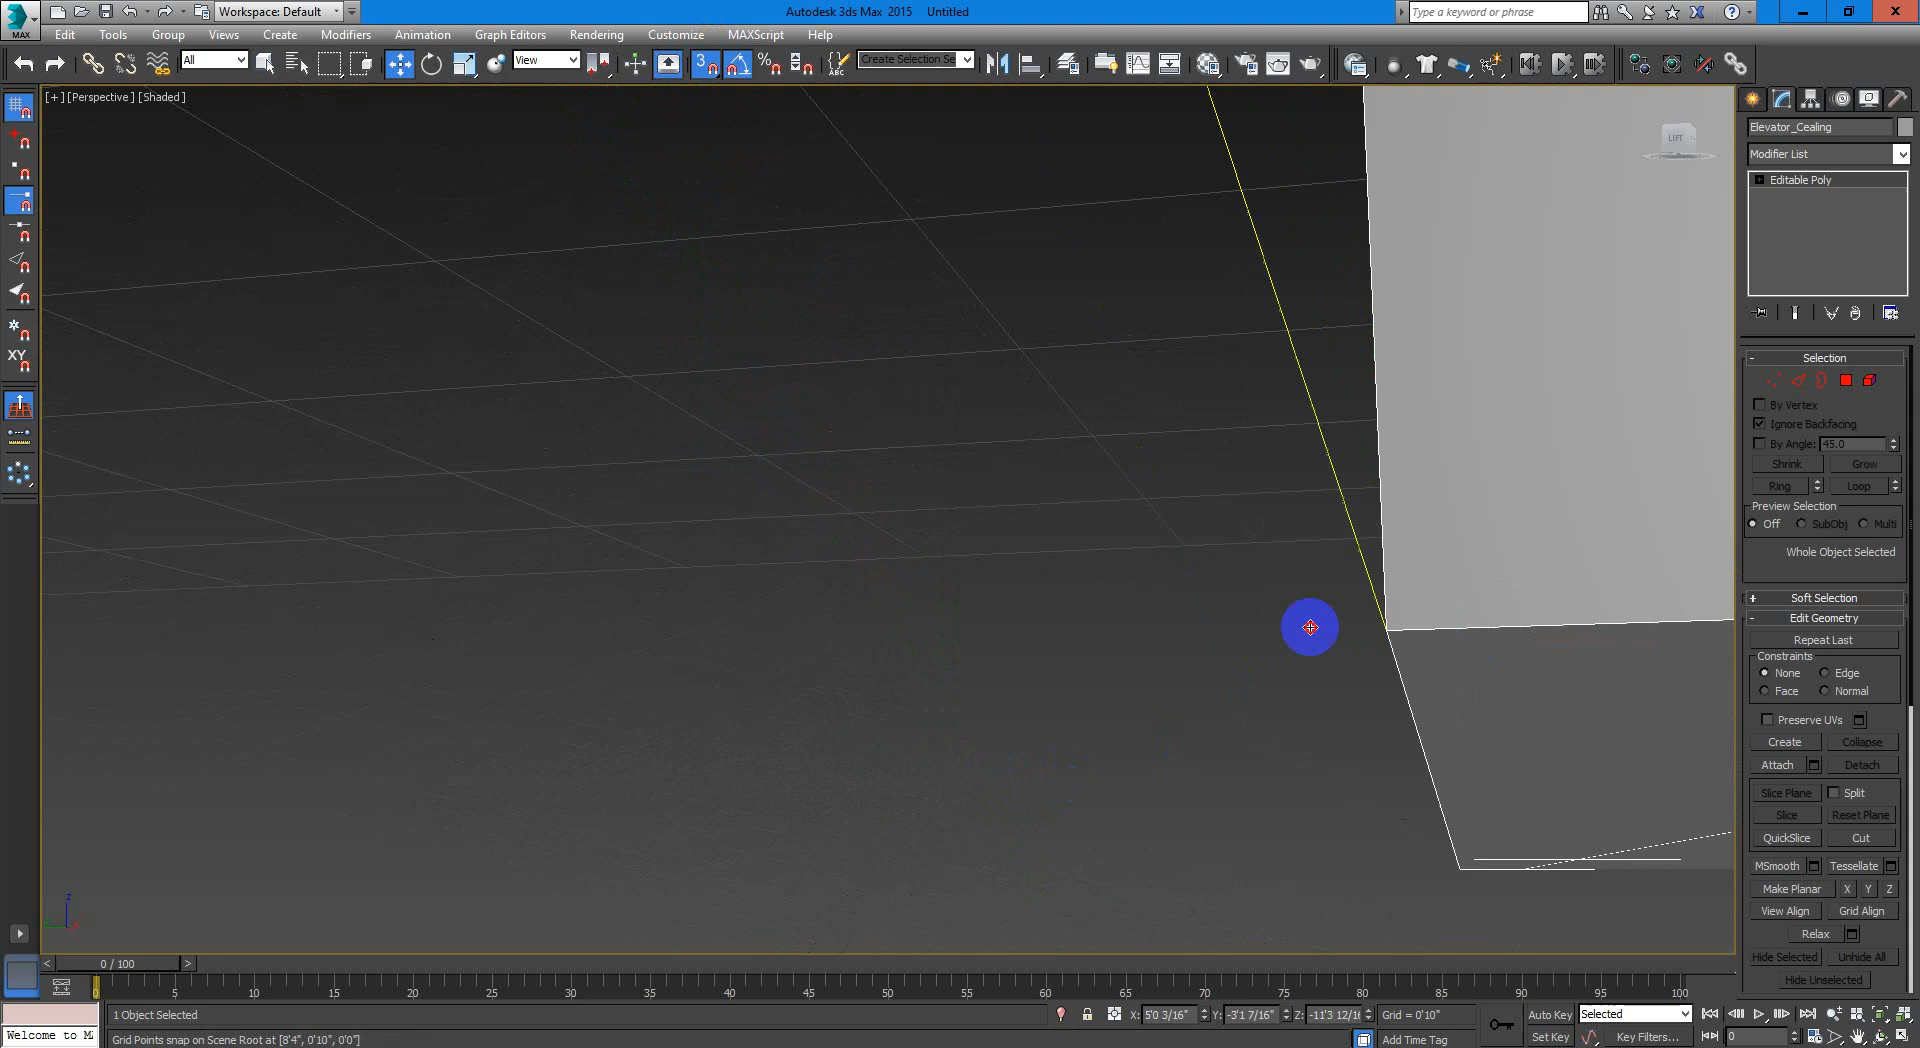 Workspace: Default
Autodesk 3ds Max 2015 Untitled
Type a keyword or phrase
MAX
Edit Tools Group Views Create Modifiers Animation Graph Editors Rendering Customize MAXScript Help
All
View
3
ABC
Create Selection Se
[+] [Perspective] [Shaded]
LEFT
XY
Elevator_Cealing
Modifier List
Editable Poly
Selection
By Vertex
Ignore Backfacing
By Angle: 45.0
Shrink Grow
Ring Loop
Preview Selection
Off SubObj Multi
Whole Object Selected
Soft Selection
Edit Geometry
Repeat Last
Constraints
None Edge
Face Normal
Preserve UVs
Create Collapse
Attach Detach
Slice Plane Split
Slice Reset Plane
QuickSlice Cut
MSmooth Tessellate
Make Planar X Y Z
View Align Grid Align
Relax
Hide Selected Unhide All
Hide Unselected
z
< 0 / 100 >
0 5 10 15 20 25 30 35 40 45 50 55 60 65 70 75 80 85 90 95 100
1 Object Selected
X: 5'0 3/16" Y: -3'1 7/16" Z: -11'3 12/16 Grid = 0'10"
Auto Key Selected
Welcome to M
Grid Points snap on Scene Root at [8'4", 0'10", 0'0"]
Add Time Tag
Set Key Key Filters... 0